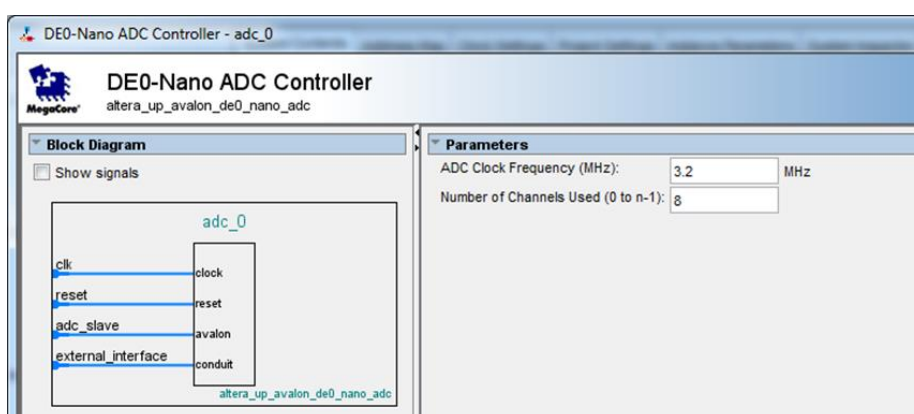 DE0-Nano ADC Controller - adc_0
MegaCore'
DE0-Nano ADC Controller
altera_up_avalon_de0_nano_adc
Block Diagram
Show signals
adc_0
clk
clock
reset
reset
adc_slave
avalon
external_interface
conduit
altera_up_avalon_de0_nano_adc
Parameters
ADC Clock Frequency (MHz): 3.2 MHz
Number of Channels Used (0 to n-1): 8